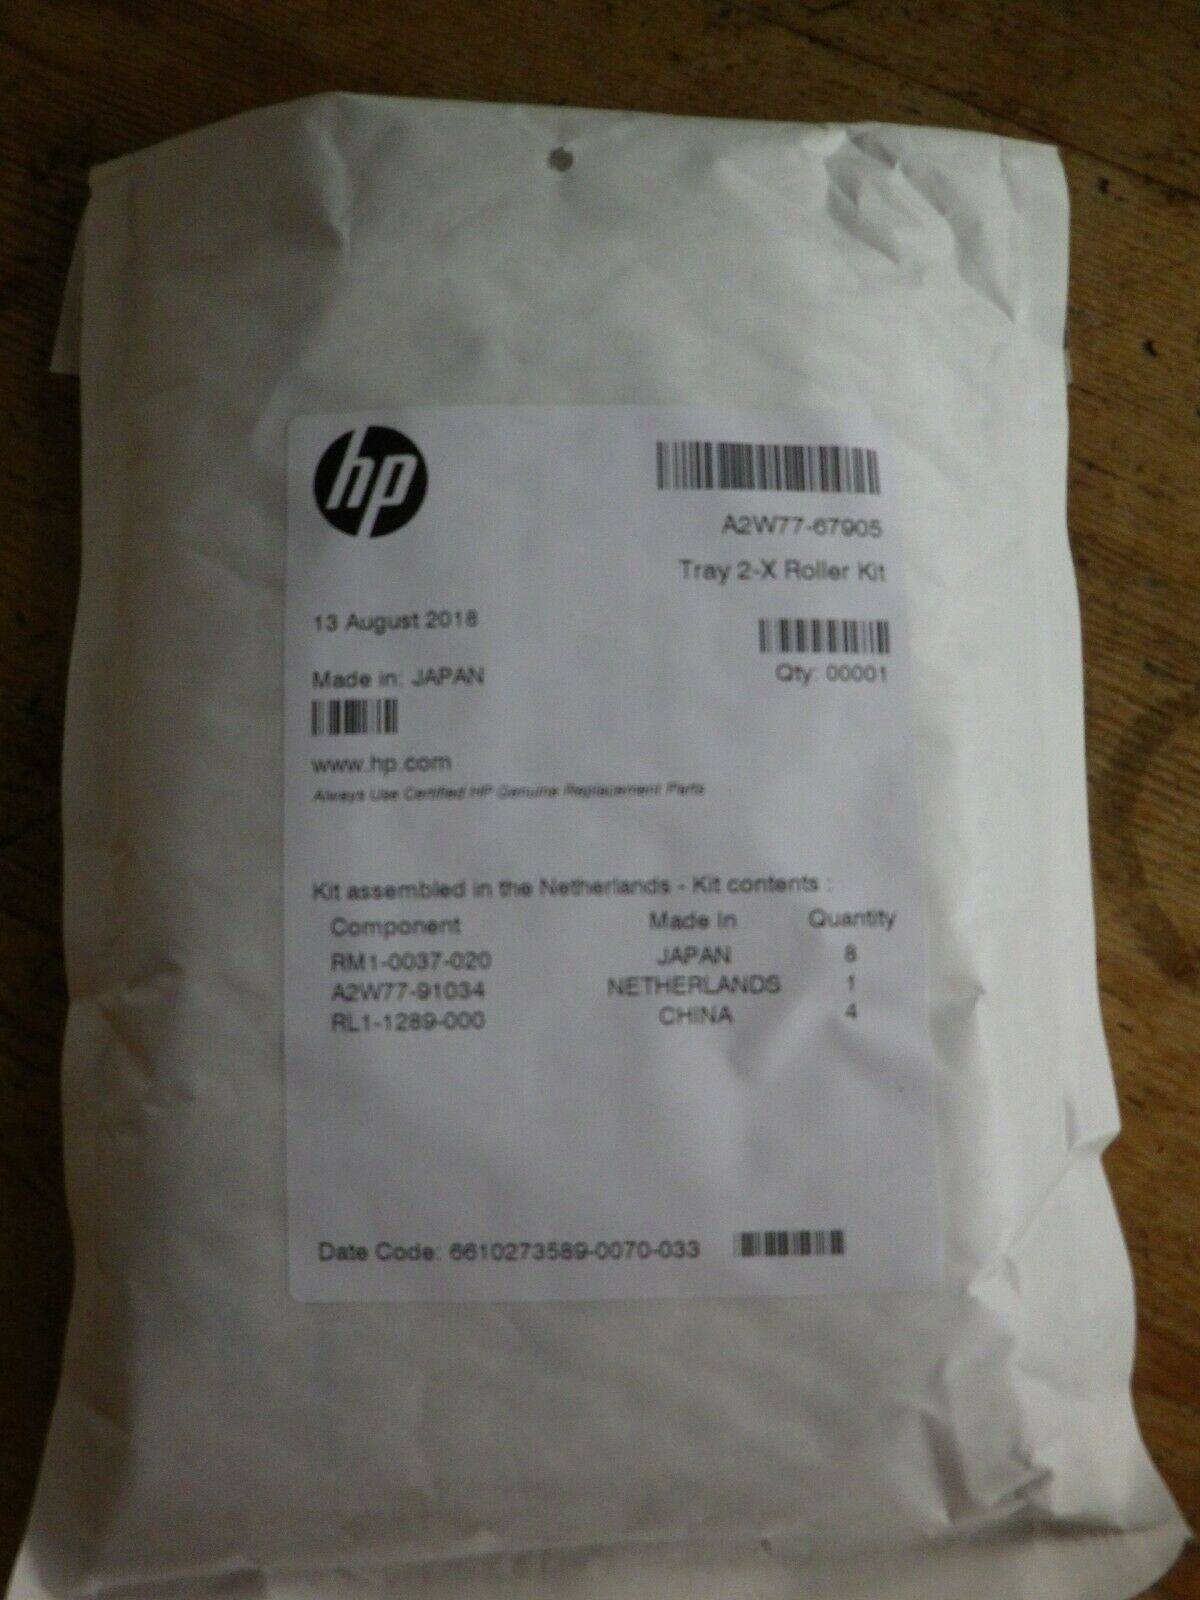 hp
A2W77-67905
Tray 2-X Roller Kit
13 August 2018
Made in: JAPAN
Qty: 00001
www.hp.com
Always Use Certified HP Genuine Replacement Parts
Kit assembled in the Netherlands - Kit contents :
Component Made In Quantity
RM1-0037-020 JAPAN 8
A2W77-91034 NETHERLANDS 1
RL1-1289-000 CHINA 4
Date Code: 6610273589-0070-033